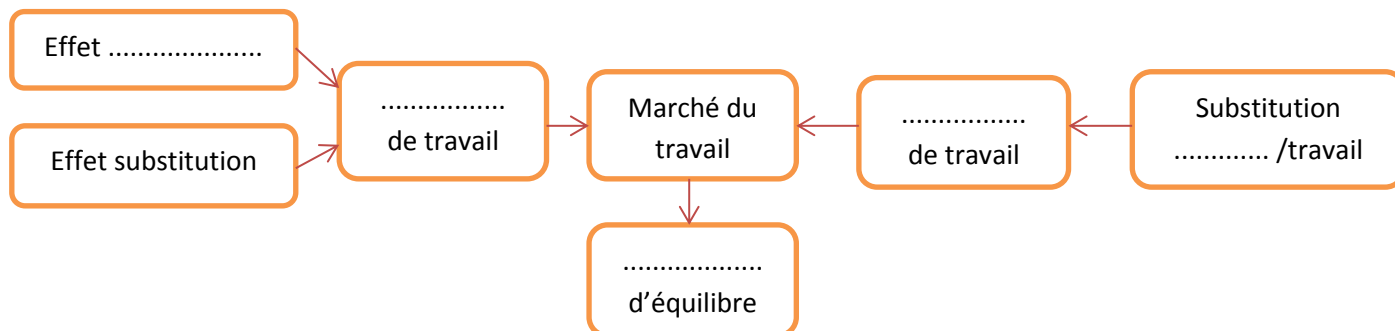 Effet .....................
Effet substitution
.................
de travail
Marché du
travail
.................
de travail
Substitution
............. /travail
...................
d’équilibre